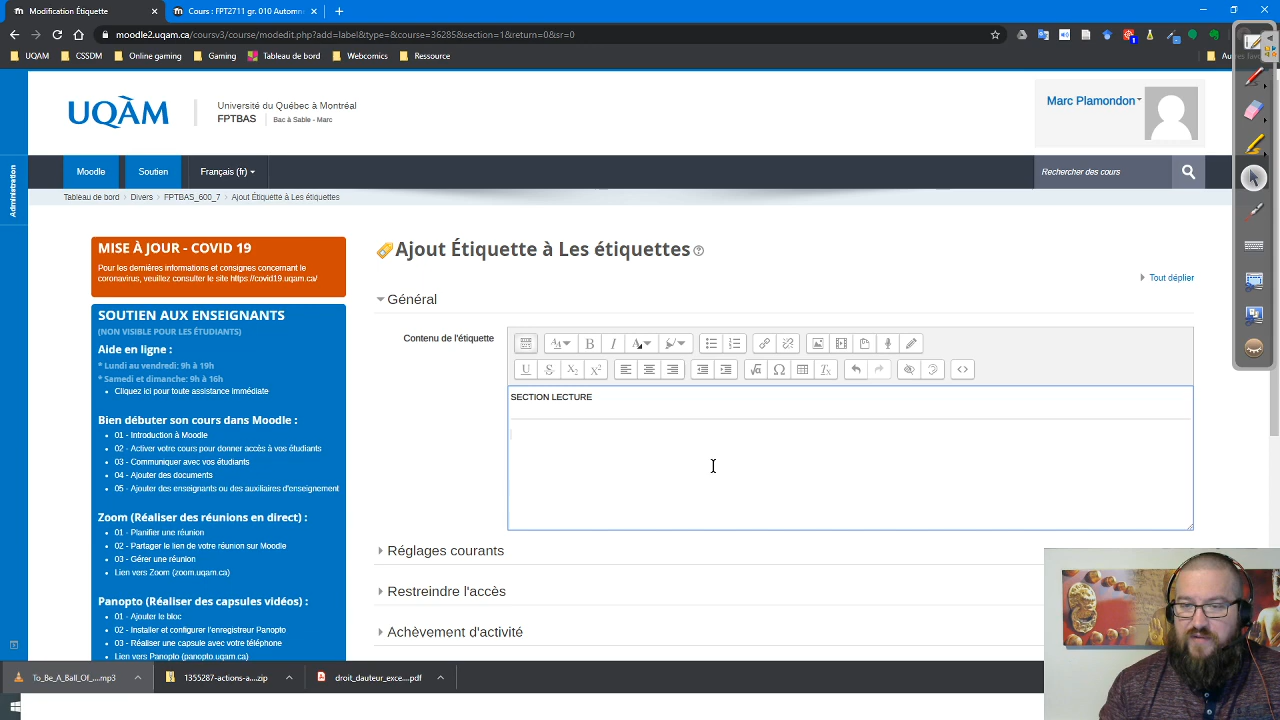 Modification Étiquette
Cours : FPT2711 gr. 010 Automn
moodle2.uqam.ca/coursv3/course/modedit.php?add=label&type=&course=36285&section=1&return=0&sr=0
UQAM
CSSDM
Online gaming
Gaming
Tableau de bord
Webcomics
Ressource
UQÀM
Université du Québec à Montréal
FPTBAS
Bac à Sable - Marc
Marc Plamondon
Administration
Moodle
Soutien
Français (fr)
Rechercher des cours
Tableau de bord
Divers
FPTBAS_600_7
Ajout Étiquette à Les étiquettes
MISE À JOUR - COVID 19
Pour les dernières informations et consignes concernant le
coronavirus, veuillez consulter le site https://covid19.uqam.ca/
SOUTIEN AUX ENSEIGNANTS
(NON VISIBLE POUR LES ÉTUDIANTS)
Aide en ligne :
* Lundi au vendredi: 9h à 19h
* Samedi et dimanche: 9h à 16h
Cliquez ici pour toute assistance immédiate
Bien débuter son cours dans Moodle :
01 - Introduction à Moodle
02 - Activer votre cours pour donner accès à vos étudiants
03 - Communiquer avec vos étudiants
04 - Ajouter des documents
05 - Ajouter des enseignants ou des auxiliaires d'enseignement
Zoom (Réaliser des réunions en direct) :
01 - Planifier une réunion
02 - Partager le lien de votre réunion sur Moodle
03 - Gérer une réunion
Lien vers Zoom (zoom.uqam.ca)
Panopto (Réaliser des capsules vidéos) :
01 - Ajouter le bloc
02 - Installer et configurer l'enregistreur Panopto
03 - Réaliser une capsule avec votre téléphone
Lien vers Panopto (panopto.uqam.ca)
Ajout Étiquette à Les étiquettes
Tout déplier
Général
Contenu de l'étiquette
SECTION LECTURE
Réglages courants
Restreindre l'accès
Achèvement d'activité
To_Be_A_Ball_Of_....mp3
1355287-actions-a....zip
droit_dauteur_exce....pdf